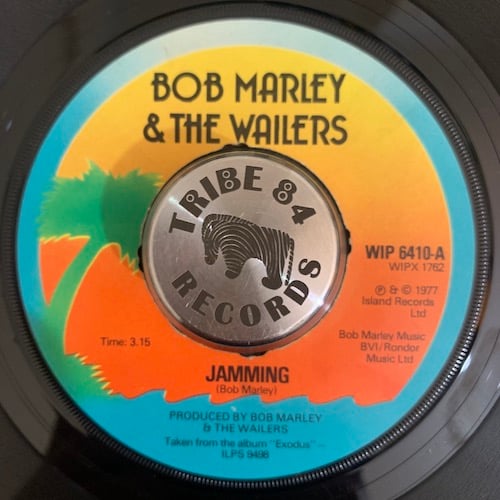 BOB MARLEY
& THE WAILERS
TRIBE 84
RECORDS
WIP 6410-A
WIPX 1762
℗ & © 1977
Island Records
Ltd
Bob Marley Music
BVI/Rondor
Music Ltd
Time: 3.15
JAMMING
(Bob Marley)
PRODUCED BY BOB MARLEY
& THE WAILERS
Taken from the album "Exodus" –
ILPS 9498